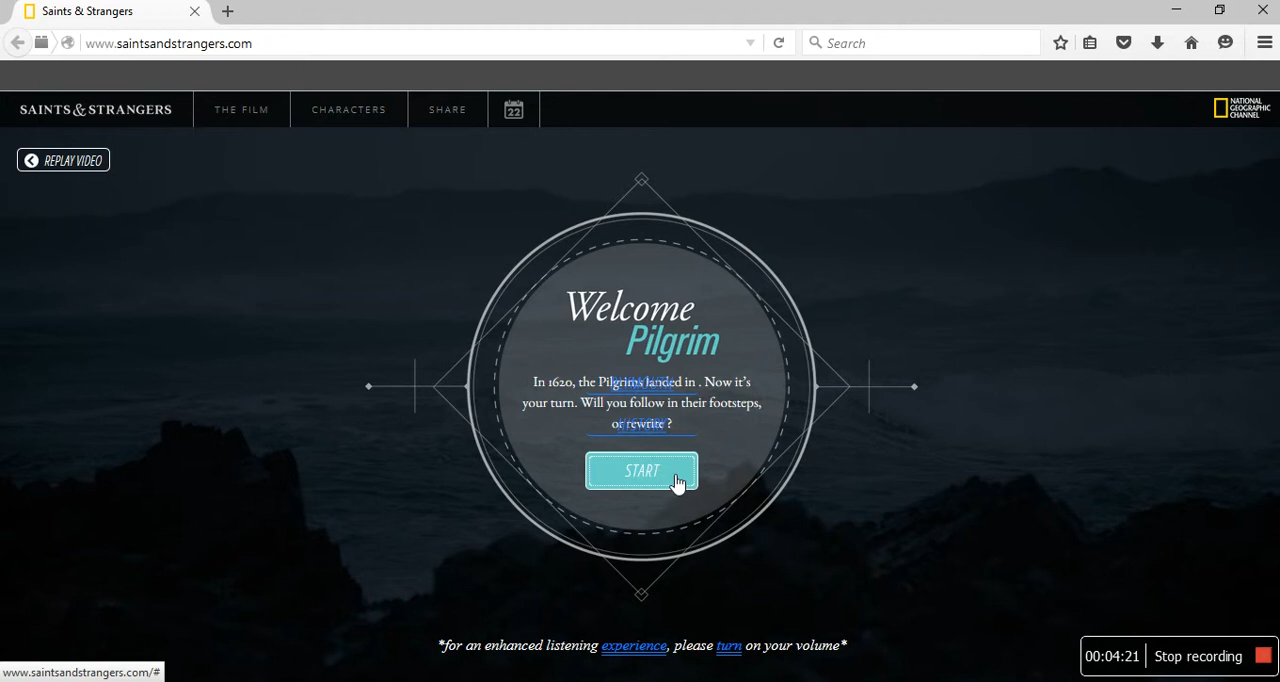 Saints & Strangers
www.saintsandstrangers.com
Search
SAINTS & STRANGERS
THE FILM
CHARACTERS
SHARE
22
NATIONAL
GEOGRAPHIC
CHANNEL
REPLAY VIDEO
Welcome
Pilgrim
In 1620, the Pilgrims landed in . Now it's
your turn. Will you follow in their footsteps,
or rewrite ?
HISTORY
START
*for an enhanced listening experience, please turn on your volume*
00:04:21 Stop recording
www.saintsandstrangers.com/#